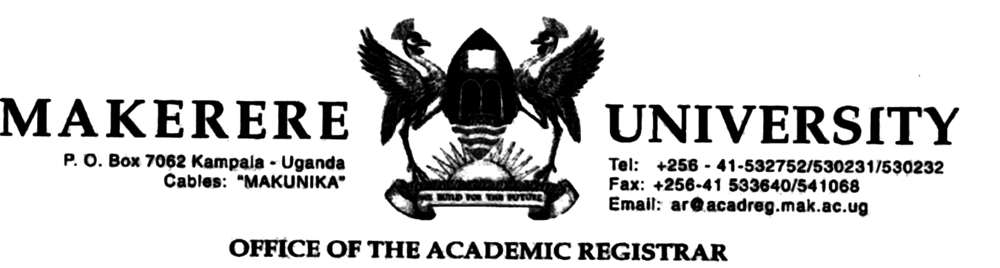 MAKERERE UNIVERSITY
P. O. Box 7062 Kampala - Uganda
Cables: "MAKUNIKA"
Tel: +256 - 41-532752/530231/530232
Fax: +256-41 533640/541068
Email: ar@acadreg.mak.ac.ug
WE BUILD FOR THE FUTURE
OFFICE OF THE ACADEMIC REGISTRAR